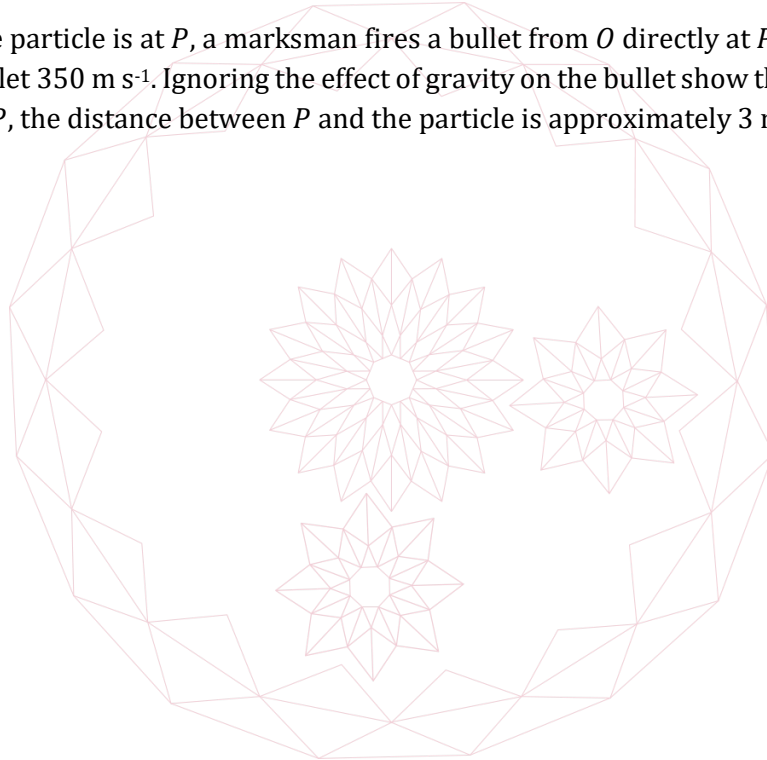 e particle is at P, a marksman fires a bullet from O directly at P
let 350 m s⁻¹. Ignoring the effect of gravity on the bullet show th
P, the distance between P and the particle is approximately 3 m